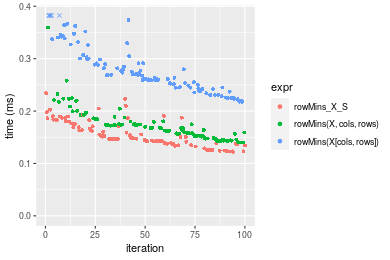 0.4
0.3
0.2
0.1
0.0
time (ms)
0
25
50
75
100
iteration
expr
rowMins_X_S
rowMins(X, cols, rows)
rowMins(X[cols, rows])